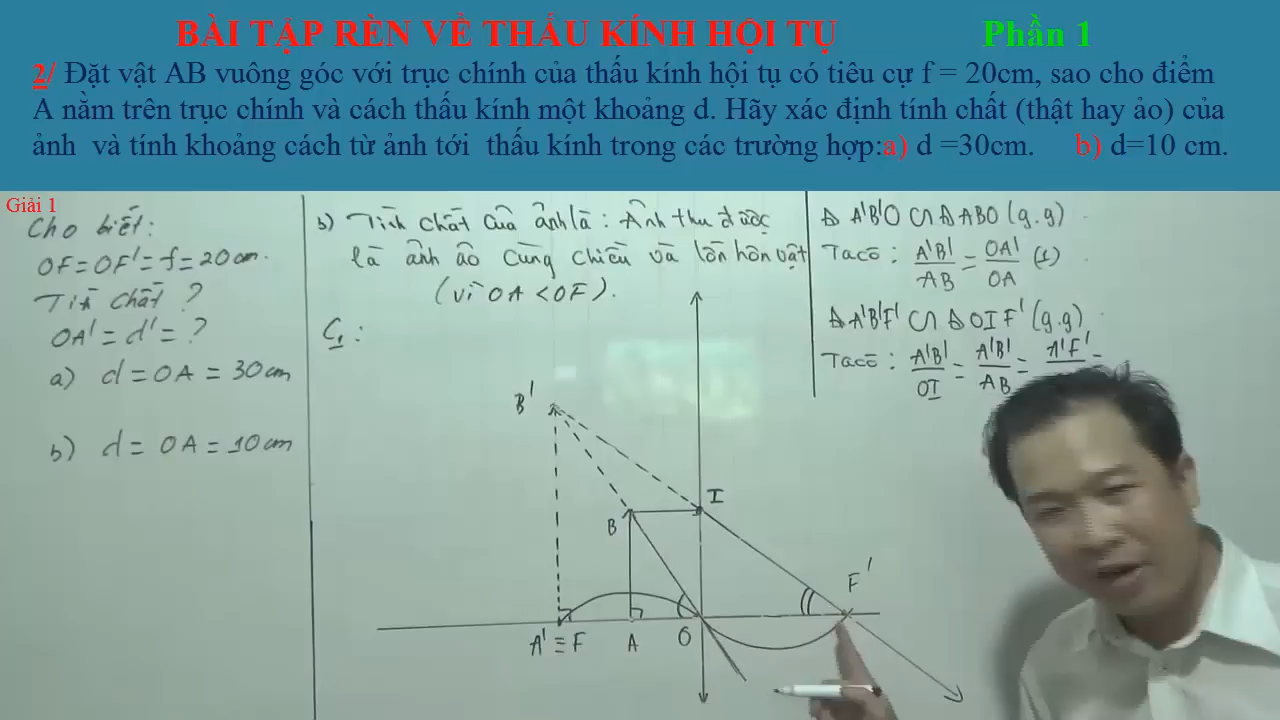 BÀI TẬP RÈN VỀ THẤU KÍNH HỘI TỤ Phần 1
2/ Đặt vật AB vuông góc với trục chính của thấu kính hội tụ có tiêu cự f = 20cm, sao cho điểm
A nằm trên trục chính và cách thấu kính một khoảng d. Hãy xác định tính chất (thật hay ảo) của
ảnh và tính khoảng cách từ ảnh tới thấu kính trong các trường hợp:a) d =30cm. b) d=10 cm.
Giải 1
Cho biết:
OF=OF'=f=20cm.
Tính chất ?
OA' = d' = ?
a) d = OA = 30cm
b) d = OA = 10cm
b) Tính chất của ảnh là : Ảnh thu được
là ảnh ảo cùng chiều và lớn hơn vật
(vì OA < OF).
C₁ :
Δ A'B'O ∽ Δ ABO (g.g)
Ta có : A'B'/AB = OA'/OA (1)
Δ A'B'F' ∽ Δ OIF' (g.g)
Ta có : A'B'/OI = A'B'/AB = A'F'
B'
I
B
F'
A' ≡ F A O